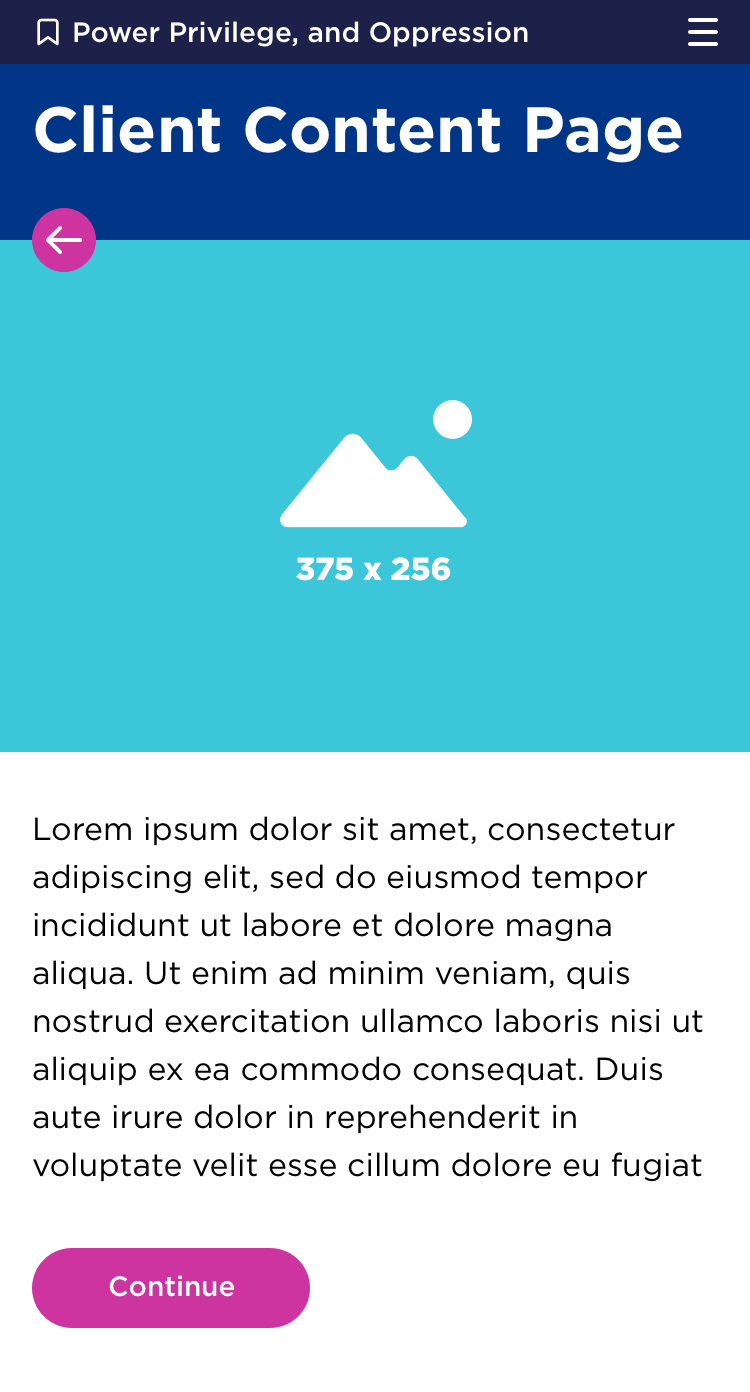 Power Privilege, and Oppression
Client Content Page
375 x 256
Lorem ipsum dolor sit amet, consectetur
adipiscing elit, sed do eiusmod tempor
incididunt ut labore et dolore magna
aliqua. Ut enim ad minim veniam, quis
nostrud exercitation ullamco laboris nisi ut
aliquip ex ea commodo consequat. Duis
aute irure dolor in reprehenderit in
voluptate velit esse cillum dolore eu fugiat
Continue